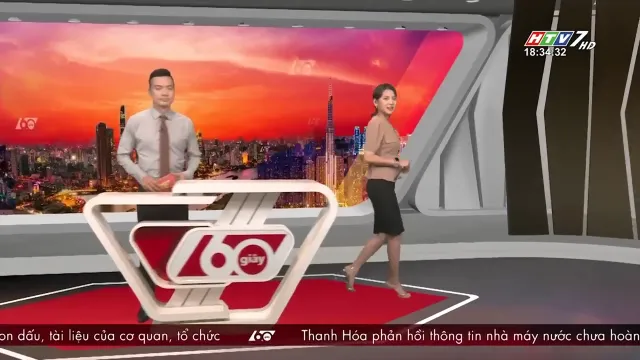 HTV7 HD
18:34:32
60
60 giây
on dấu, tài liệu của cơ quan, tổ chức 60 Thanh Hóa phản hồi thông tin nhà máy nước chưa hoàn